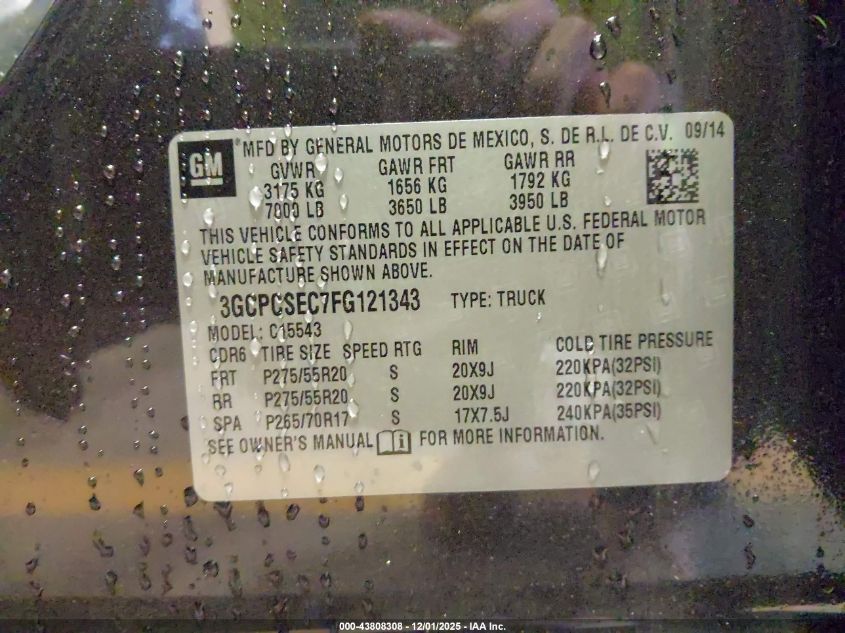 GM
®MFD BY GENERAL MOTORS DE MEXICO, S. DE R.L. DE C.V. 09/14
GVWR GAWR FRT GAWR RR
3175 KG 1656 KG 1792 KG
7000 LB 3650 LB 3950 LB
THIS VEHICLE CONFORMS TO ALL APPLICABLE U.S. FEDERAL MOTOR
VEHICLE SAFETY STANDARDS IN EFFECT ON THE DATE OF
MANUFACTURE SHOWN ABOVE.
3GCPCSEC7FG121343 TYPE: TRUCK
MODEL: C15543
CDR6 TIRE SIZE SPEED RTG RIM COLD TIRE PRESSURE
FRT P275/55R20 S 20X9J 220KPA(32PSI)
RR P275/55R20 S 20X9J 220KPA(32PSI)
SPA P265/70R17 S 17X7.5J 240KPA(35PSI)
SEE OWNER'S MANUAL FOR MORE INFORMATION.
000-43808308 - 12/01/2025 - IAA Inc.